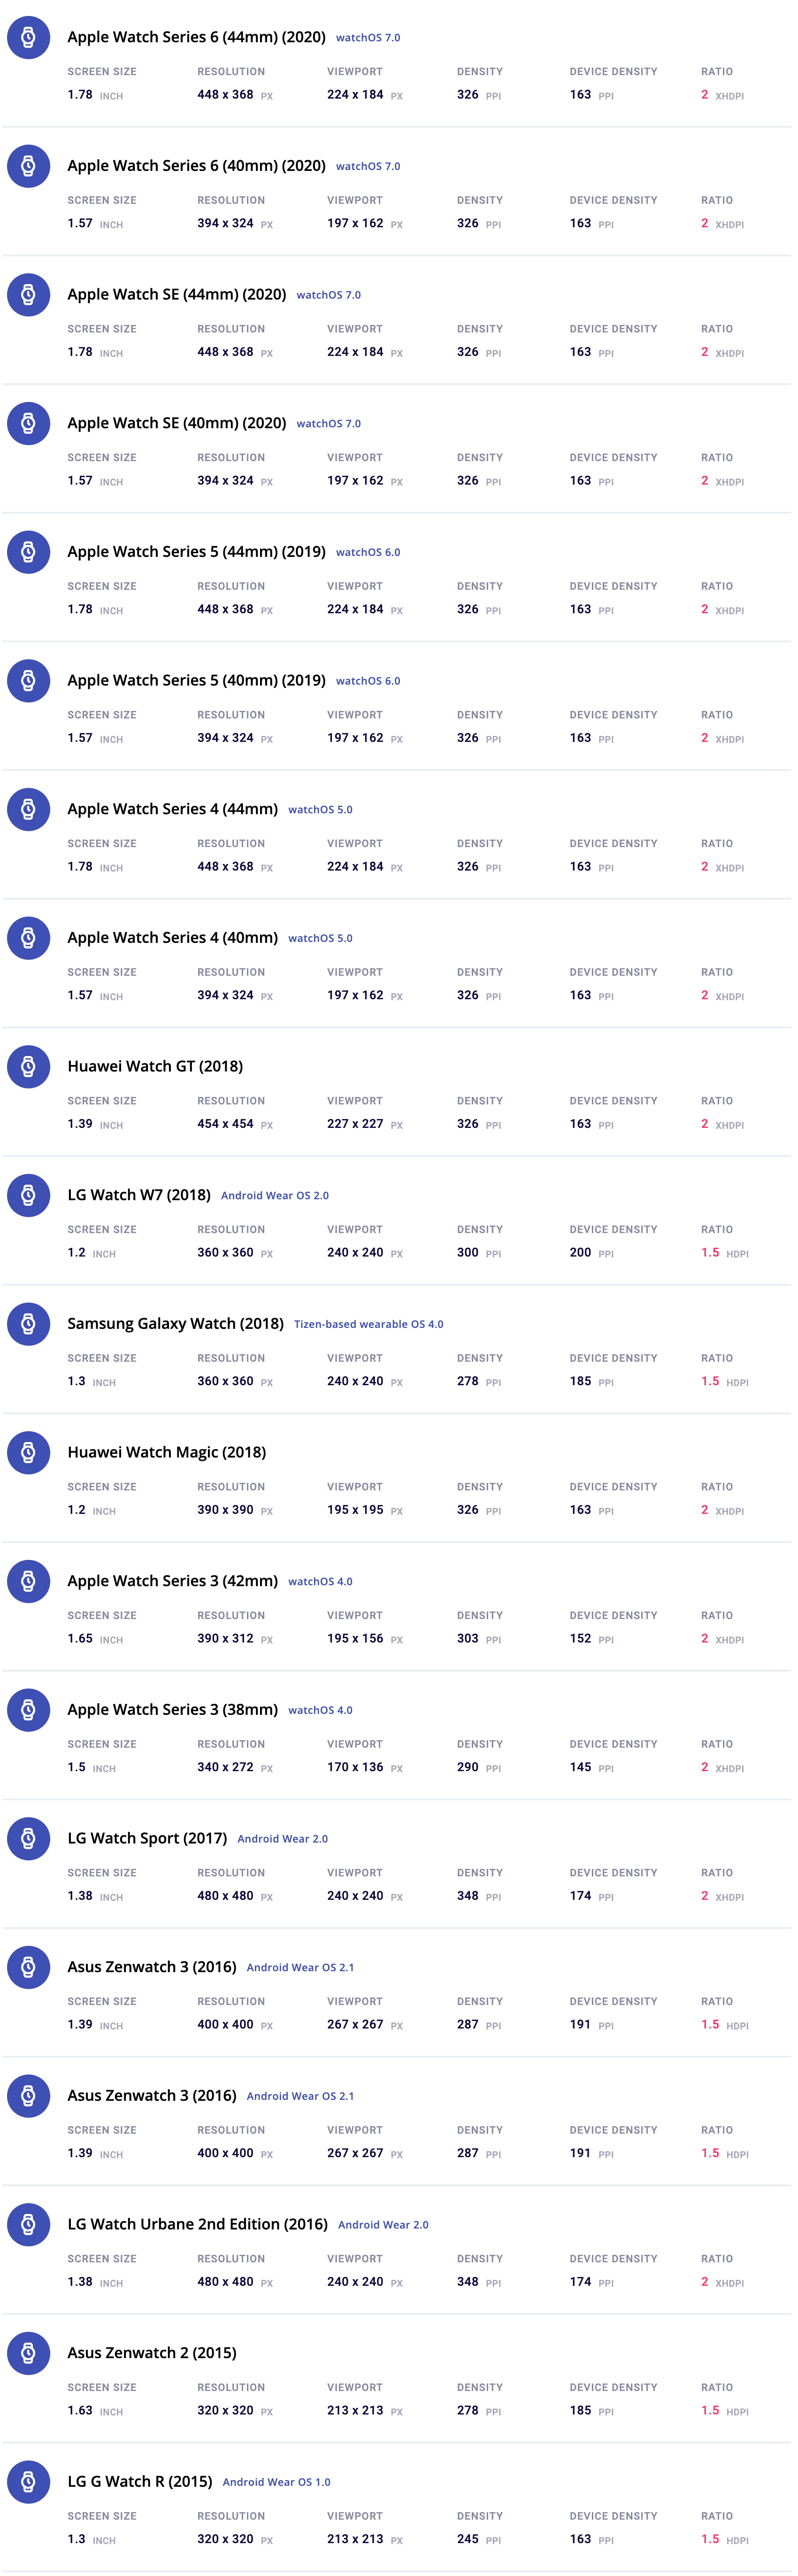 Apple Watch Series 6 (44mm) (2020) watchOS 7.0
SCREEN SIZE RESOLUTION VIEWPORT DENSITY DEVICE DENSITY RATIO
1.78 INCH 448 x 368 PX 224 x 184 PX 326 PPI 163 PPI 2 XHDPI
Apple Watch Series 6 (40mm) (2020) watchOS 7.0
SCREEN SIZE RESOLUTION VIEWPORT DENSITY DEVICE DENSITY RATIO
1.57 INCH 394 x 324 PX 197 x 162 PX 326 PPI 163 PPI 2 XHDPI
Apple Watch SE (44mm) (2020) watchOS 7.0
SCREEN SIZE RESOLUTION VIEWPORT DENSITY DEVICE DENSITY RATIO
1.78 INCH 448 x 368 PX 224 x 184 PX 326 PPI 163 PPI 2 XHDPI
Apple Watch SE (40mm) (2020) watchOS 7.0
SCREEN SIZE RESOLUTION VIEWPORT DENSITY DEVICE DENSITY RATIO
1.57 INCH 394 x 324 PX 197 x 162 PX 326 PPI 163 PPI 2 XHDPI
Apple Watch Series 5 (44mm) (2019) watchOS 6.0
SCREEN SIZE RESOLUTION VIEWPORT DENSITY DEVICE DENSITY RATIO
1.78 INCH 448 x 368 PX 224 x 184 PX 326 PPI 163 PPI 2 XHDPI
Apple Watch Series 5 (40mm) (2019) watchOS 6.0
SCREEN SIZE RESOLUTION VIEWPORT DENSITY DEVICE DENSITY RATIO
1.57 INCH 394 x 324 PX 197 x 162 PX 326 PPI 163 PPI 2 XHDPI
Apple Watch Series 4 (44mm) watchOS 5.0
SCREEN SIZE RESOLUTION VIEWPORT DENSITY DEVICE DENSITY RATIO
1.78 INCH 448 x 368 PX 224 x 184 PX 326 PPI 163 PPI 2 XHDPI
Apple Watch Series 4 (40mm) watchOS 5.0
SCREEN SIZE RESOLUTION VIEWPORT DENSITY DEVICE DENSITY RATIO
1.57 INCH 394 x 324 PX 197 x 162 PX 326 PPI 163 PPI 2 XHDPI
Huawei Watch GT (2018)
SCREEN SIZE RESOLUTION VIEWPORT DENSITY DEVICE DENSITY RATIO
1.39 INCH 454 x 454 PX 227 x 227 PX 326 PPI 163 PPI 2 XHDPI
LG Watch W7 (2018) Android Wear OS 2.0
SCREEN SIZE RESOLUTION VIEWPORT DENSITY DEVICE DENSITY RATIO
1.2 INCH 360 x 360 PX 240 x 240 PX 300 PPI 200 PPI 1.5 HDPI
Samsung Galaxy Watch (2018) Tizen-based wearable OS 4.0
SCREEN SIZE RESOLUTION VIEWPORT DENSITY DEVICE DENSITY RATIO
1.3 INCH 360 x 360 PX 240 x 240 PX 278 PPI 185 PPI 1.5 HDPI
Huawei Watch Magic (2018)
SCREEN SIZE RESOLUTION VIEWPORT DENSITY DEVICE DENSITY RATIO
1.2 INCH 390 x 390 PX 195 x 195 PX 326 PPI 163 PPI 2 XHDPI
Apple Watch Series 3 (42mm) watchOS 4.0
SCREEN SIZE RESOLUTION VIEWPORT DENSITY DEVICE DENSITY RATIO
1.65 INCH 390 x 312 PX 195 x 156 PX 303 PPI 152 PPI 2 XHDPI
Apple Watch Series 3 (38mm) watchOS 4.0
SCREEN SIZE RESOLUTION VIEWPORT DENSITY DEVICE DENSITY RATIO
1.5 INCH 340 x 272 PX 170 x 136 PX 290 PPI 145 PPI 2 XHDPI
LG Watch Sport (2017) Android Wear 2.0
SCREEN SIZE RESOLUTION VIEWPORT DENSITY DEVICE DENSITY RATIO
1.38 INCH 480 x 480 PX 240 x 240 PX 348 PPI 174 PPI 2 XHDPI
Asus Zenwatch 3 (2016) Android Wear OS 2.1
SCREEN SIZE RESOLUTION VIEWPORT DENSITY DEVICE DENSITY RATIO
1.39 INCH 400 x 400 PX 267 x 267 PX 287 PPI 191 PPI 1.5 HDPI
Asus Zenwatch 3 (2016) Android Wear OS 2.1
SCREEN SIZE RESOLUTION VIEWPORT DENSITY DEVICE DENSITY RATIO
1.39 INCH 400 x 400 PX 267 x 267 PX 287 PPI 191 PPI 1.5 HDPI
LG Watch Urbane 2nd Edition (2016) Android Wear 2.0
SCREEN SIZE RESOLUTION VIEWPORT DENSITY DEVICE DENSITY RATIO
1.38 INCH 480 x 480 PX 240 x 240 PX 348 PPI 174 PPI 2 XHDPI
Asus Zenwatch 2 (2015)
SCREEN SIZE RESOLUTION VIEWPORT DENSITY DEVICE DENSITY RATIO
1.63 INCH 320 x 320 PX 213 x 213 PX 278 PPI 185 PPI 1.5 HDPI
LG G Watch R (2015) Android Wear OS 1.0
SCREEN SIZE RESOLUTION VIEWPORT DENSITY DEVICE DENSITY RATIO
1.3 INCH 320 x 320 PX 213 x 213 PX 245 PPI 163 PPI 1.5 HDPI